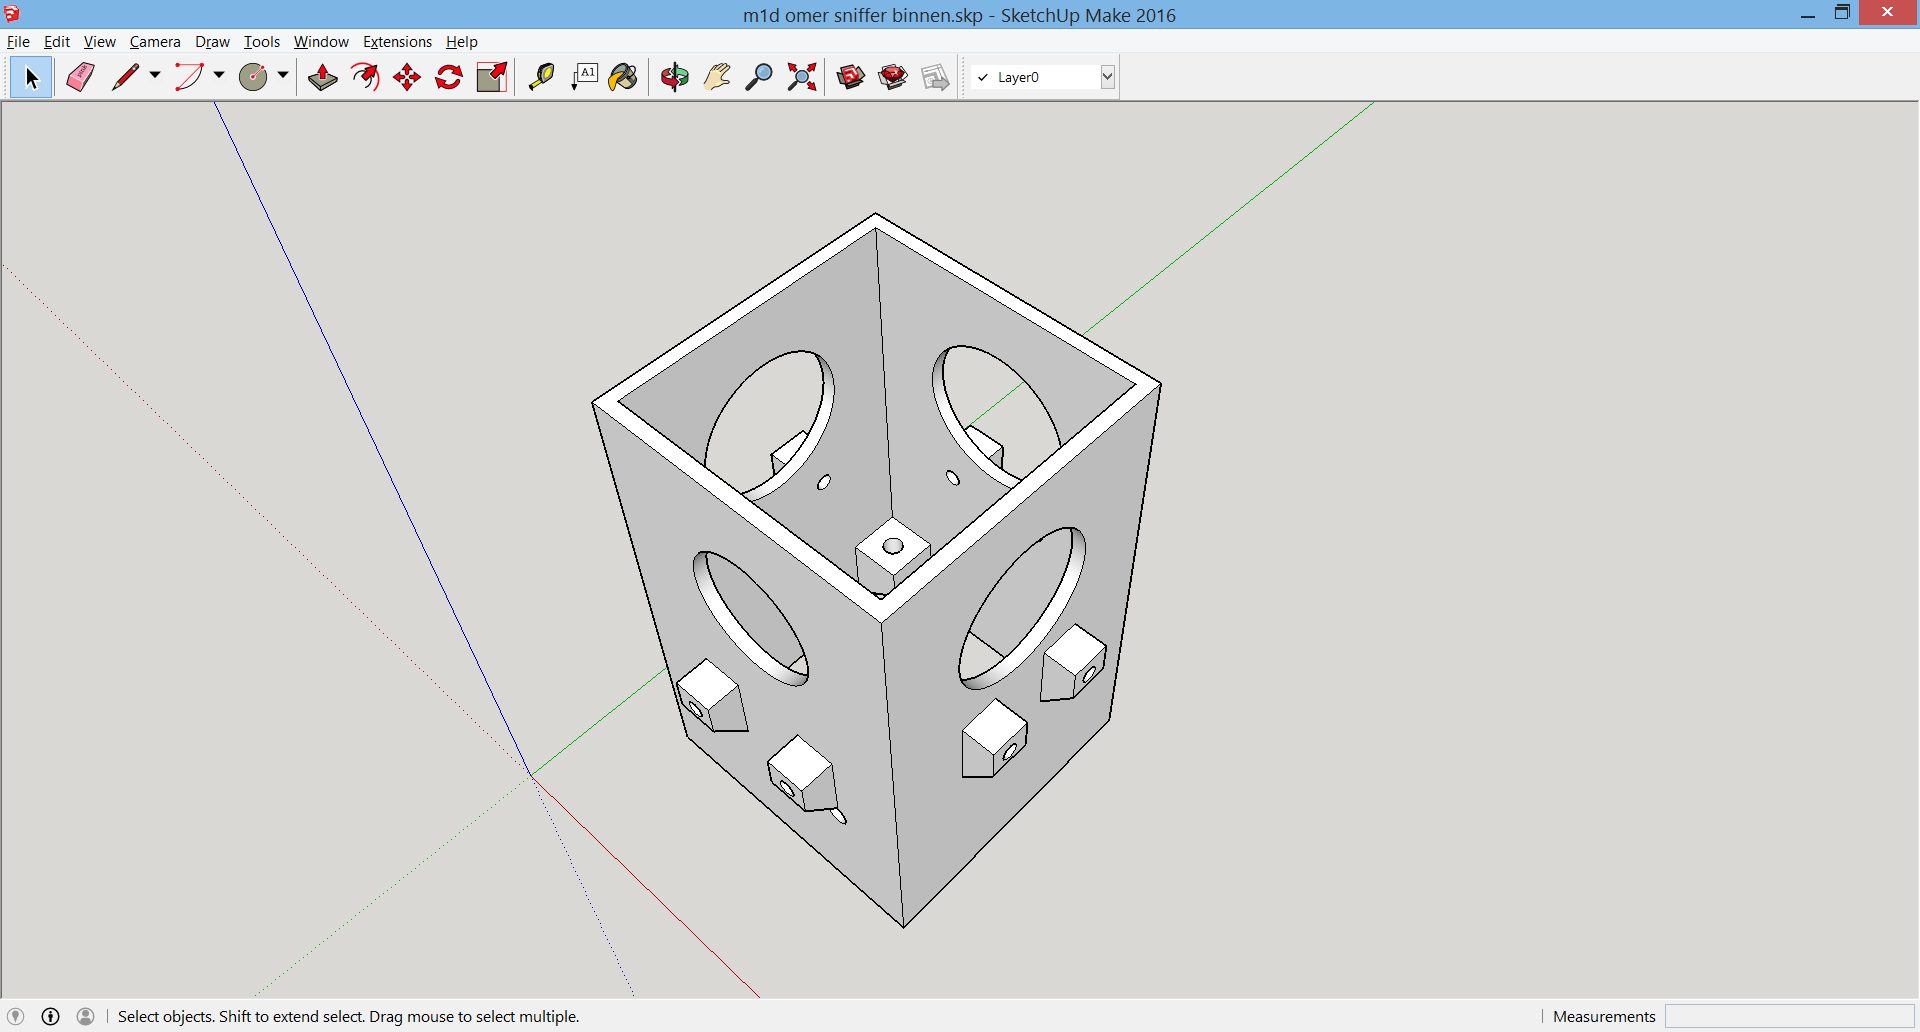 m1d omer sniffer binnen.skp - SketchUp Make 2016
File Edit View Camera Draw Tools Window Extensions Help
A1
Layer0
Select objects. Shift to extend select. Drag mouse to select multiple.
Measurements